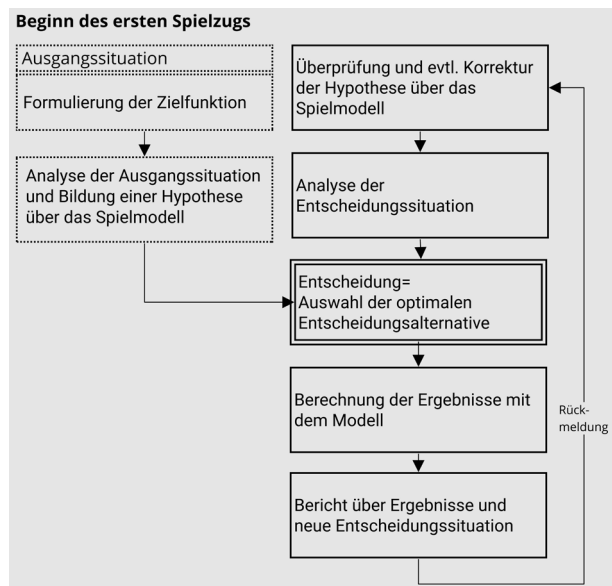 Beginn des ersten Spielzugs
Ausgangssituation
Formulierung der Zielfunktion
Analyse der Ausgangssituation
und Bildung einer Hypothese
über das Spielmodell
Überprüfung und evtl. Korrektur
der Hypothese über das
Spielmodell
Analyse der
Entscheidungssituation
Entscheidung=
Auswahl der optimalen
Entscheidungsalternative
Berechnung der Ergebnisse mit
dem Modell
Bericht über Ergebnisse und
neue Entscheidungssituation
Rück-
meldung